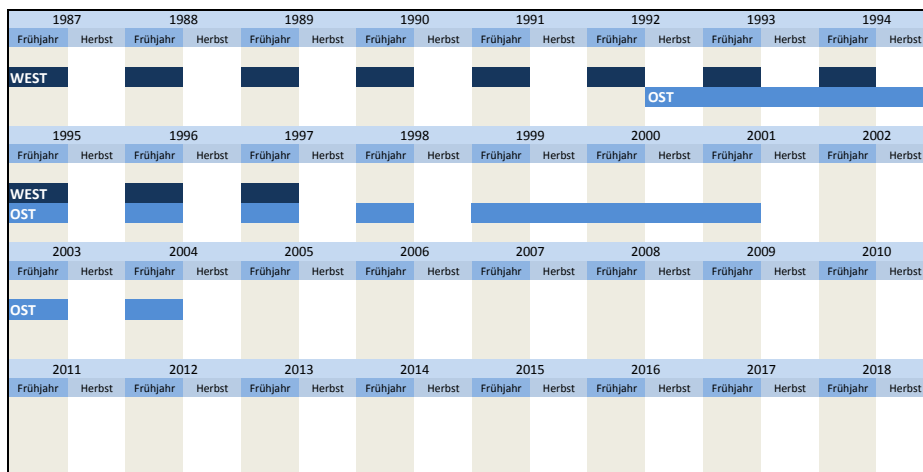 1987 1988 1989 1990 1991 1992 1993 1994
Frühjahr Herbst Frühjahr Herbst Frühjahr Herbst Frühjahr Herbst Frühjahr Herbst Frühjahr Herbst Frühjahr Herbst Frühjahr Herbst
WEST
OST
1995 1996 1997 1998 1999 2000 2001 2002
Frühjahr Herbst Frühjahr Herbst Frühjahr Herbst Frühjahr Herbst Frühjahr Herbst Frühjahr Herbst Frühjahr Herbst Frühjahr Herbst
WEST
OST
2003 2004 2005 2006 2007 2008 2009 2010
Frühjahr Herbst Frühjahr Herbst Frühjahr Herbst Frühjahr Herbst Frühjahr Herbst Frühjahr Herbst Frühjahr Herbst Frühjahr Herbst
OST
2011 2012 2013 2014 2015 2016 2017 2018
Frühjahr Herbst Frühjahr Herbst Frühjahr Herbst Frühjahr Herbst Frühjahr Herbst Frühjahr Herbst Frühjahr Herbst Frühjahr Herbst